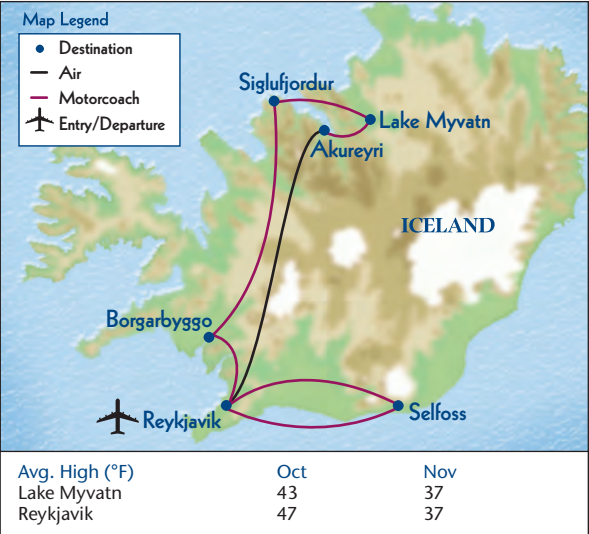 Map Legend
Destination
Air
Motorcoach
Entry/Departure
Siglufjordur
Lake Myvatn
Akureyri
ICELAND
Borgarbyggo
Reykjavik
Selfoss
Avg. High (°F) Oct Nov
Lake Myvatn 43 37
Reykjavik 47 37